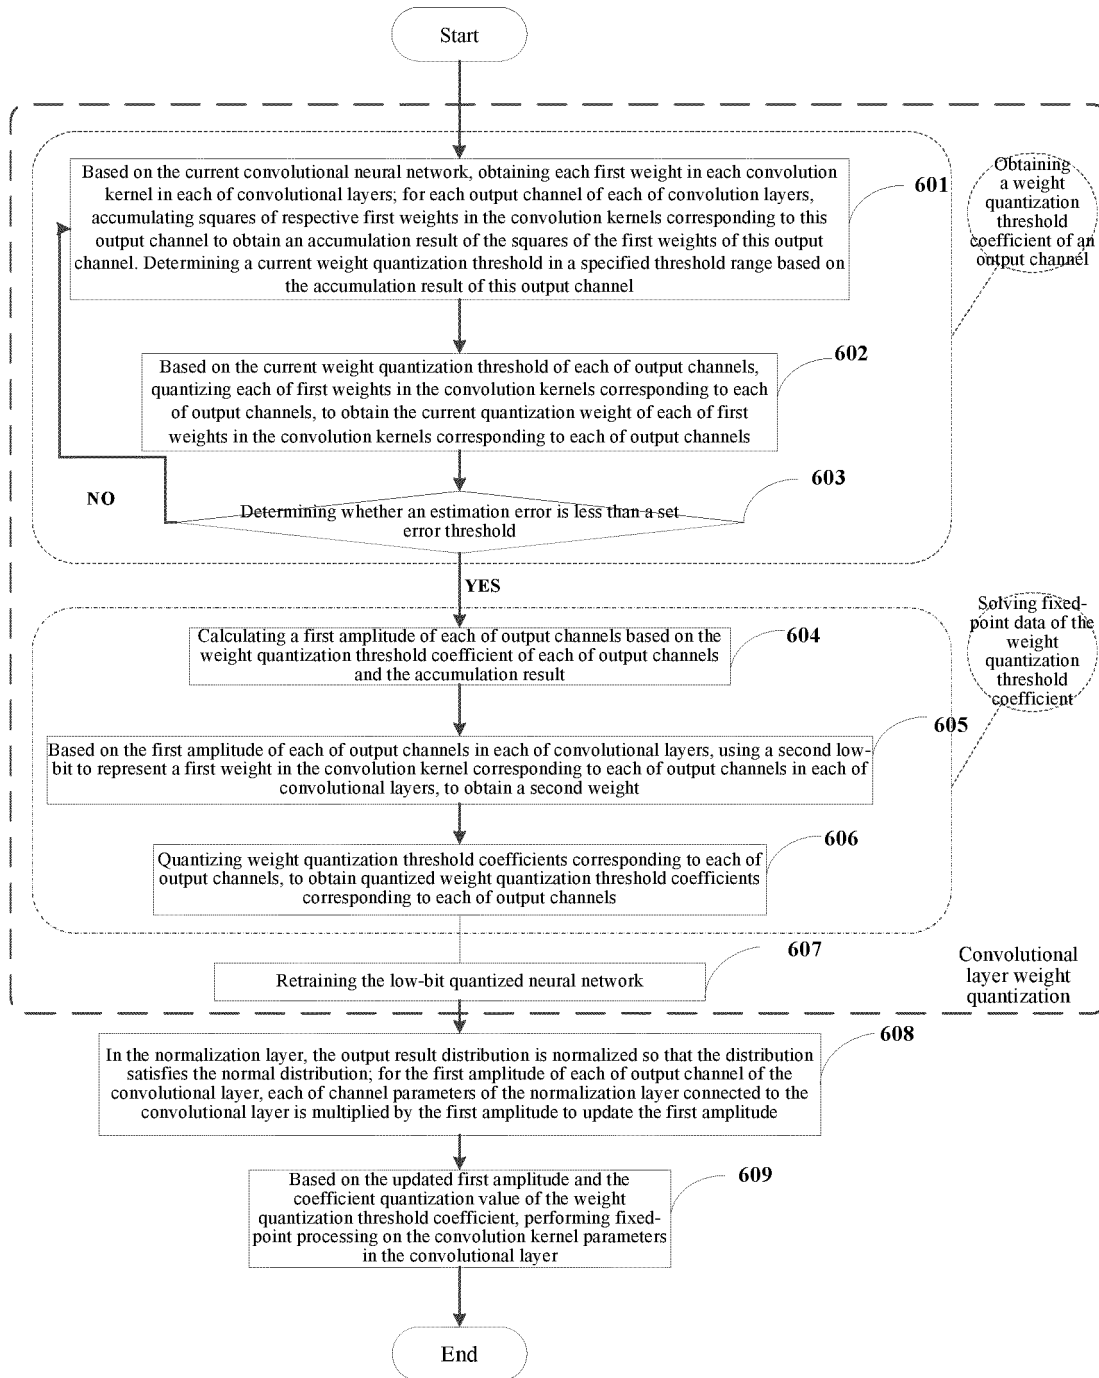 Start
Based on the current convolutional neural network, obtaining each first weight in each convolution
kernel in each of convolutional layers; for each output channel of each of convolution layers,
accumulating squares of respective first weights in the convolution kernels corresponding to this
output channel to obtain an accumulation result of the squares of the first weights of this output
channel. Determining a current weight quantization threshold in a specified threshold range based on
the accumulation result of this output channel
601
Obtaining
a weight
quantization
threshold
coefficient of an
output channel
Based on the current weight quantization threshold of each of output channels,
quantizing each of first weights in the convolution kernels corresponding to each
of output channels, to obtain the current quantization weight of each of first
weights in the convolution kernels corresponding to each of output channels
602
NO
Determining whether an estimation error is less than a set
error threshold
603
YES
Calculating a first amplitude of each of output channels based on the
weight quantization threshold coefficient of each of output channels
and the accumulation result
604
Solving fixed-
point data of the
weight
quantization
threshold
coefficient
Based on the first amplitude of each of output channels in each of convolutional layers, using a second low-
bit to represent a first weight in the convolution kernel corresponding to each of output channels in each of
convolutional layers, to obtain a second weight
605
Quantizing weight quantization threshold coefficients corresponding to each of
output channels, to obtain quantized weight quantization threshold coefficients
corresponding to each of output channels
606
Retraining the low-bit quantized neural network
607
Convolutional
layer weight
quantization
In the normalization layer, the output result distribution is normalized so that the distribution
satisfies the normal distribution; for the first amplitude of each of output channel of the
convolutional layer, each of channel parameters of the normalization layer connected to the
convolutional layer is multiplied by the first amplitude to update the first amplitude
608
Based on the updated first amplitude and the
coefficient quantization value of the weight
quantization threshold coefficient, performing fixed-
point processing on the convolution kernel parameters
in the convolutional layer
609
End